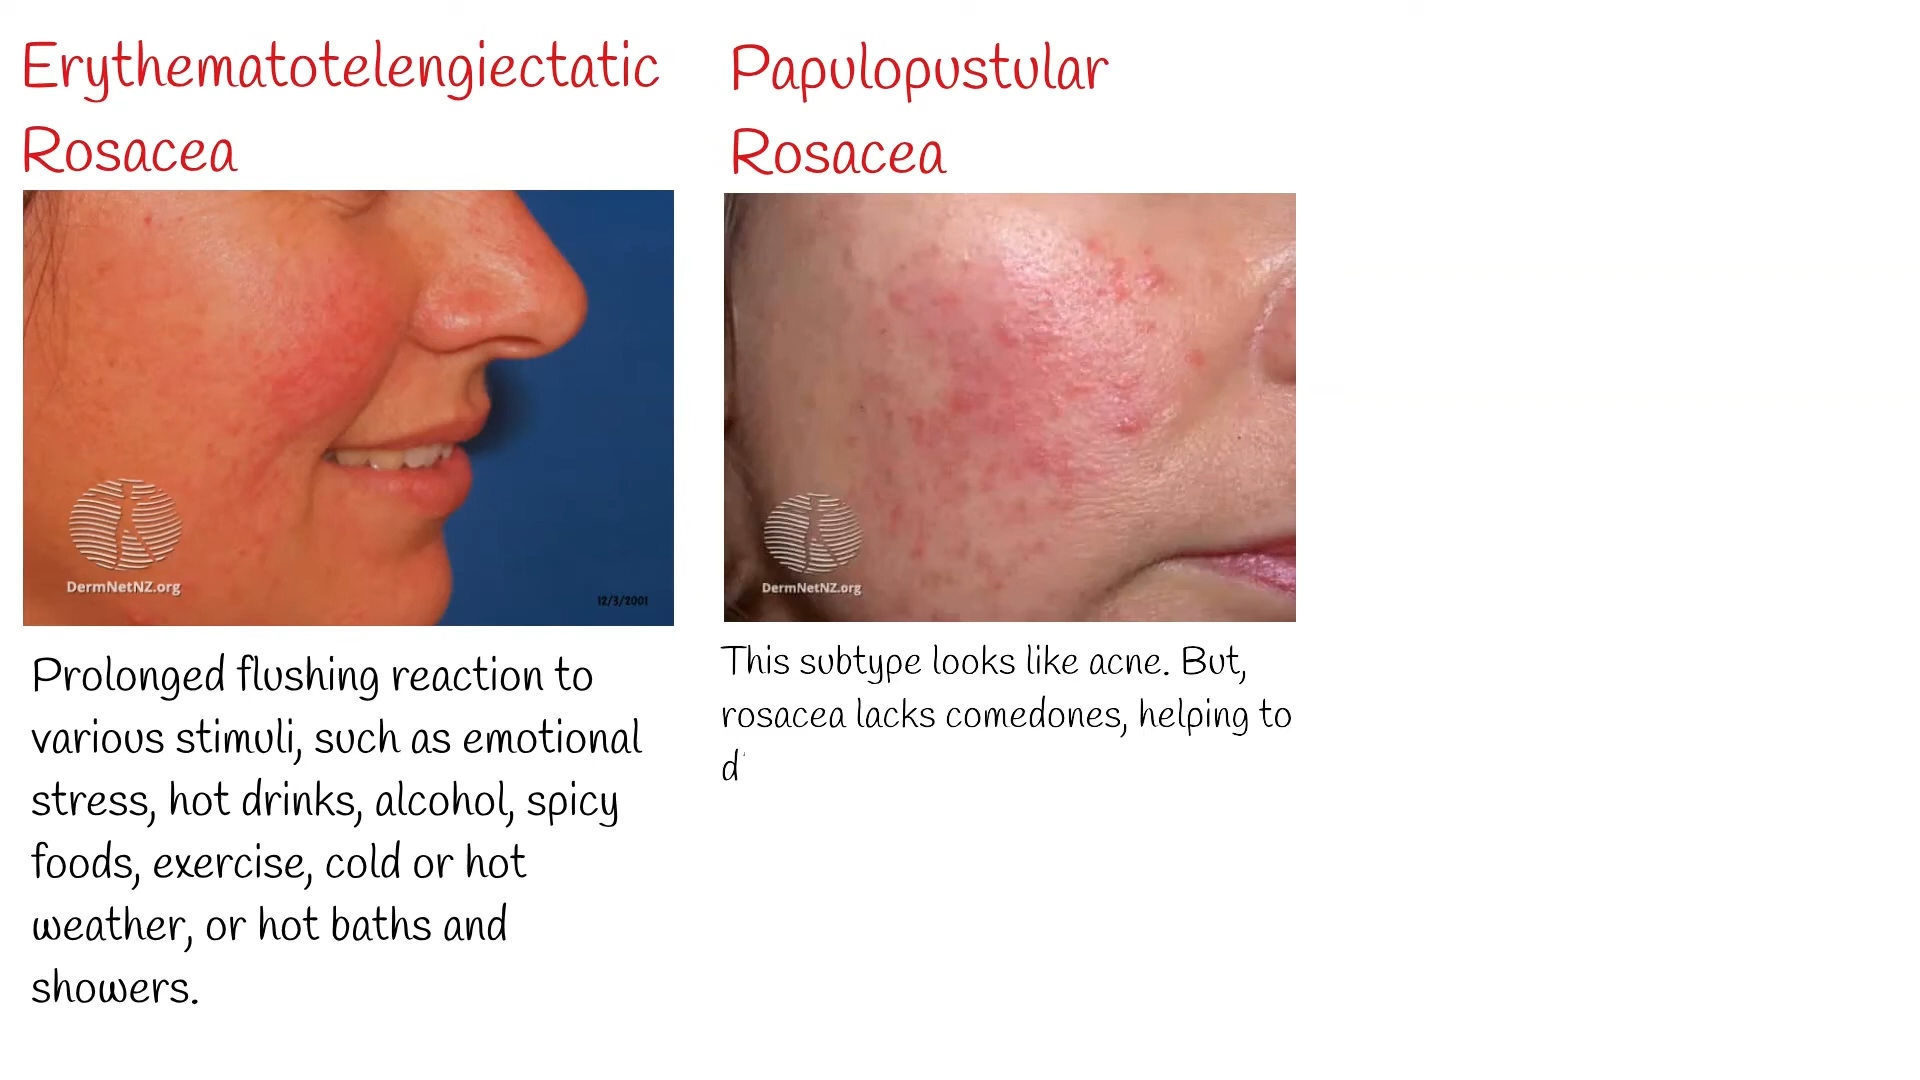 Erythematotelengiectatic
Rosacea
DermNetNZ.org
12/3/2001
Prolonged flushing reaction to
various stimuli, such as emotional
stress, hot drinks, alcohol, spicy
foods, exercise, cold or hot
weather, or hot baths and
showers.
Papulopustular
Rosacea
DermNetNZ.org
This subtype looks like acne. But,
rosacea lacks comedones, helping to
d